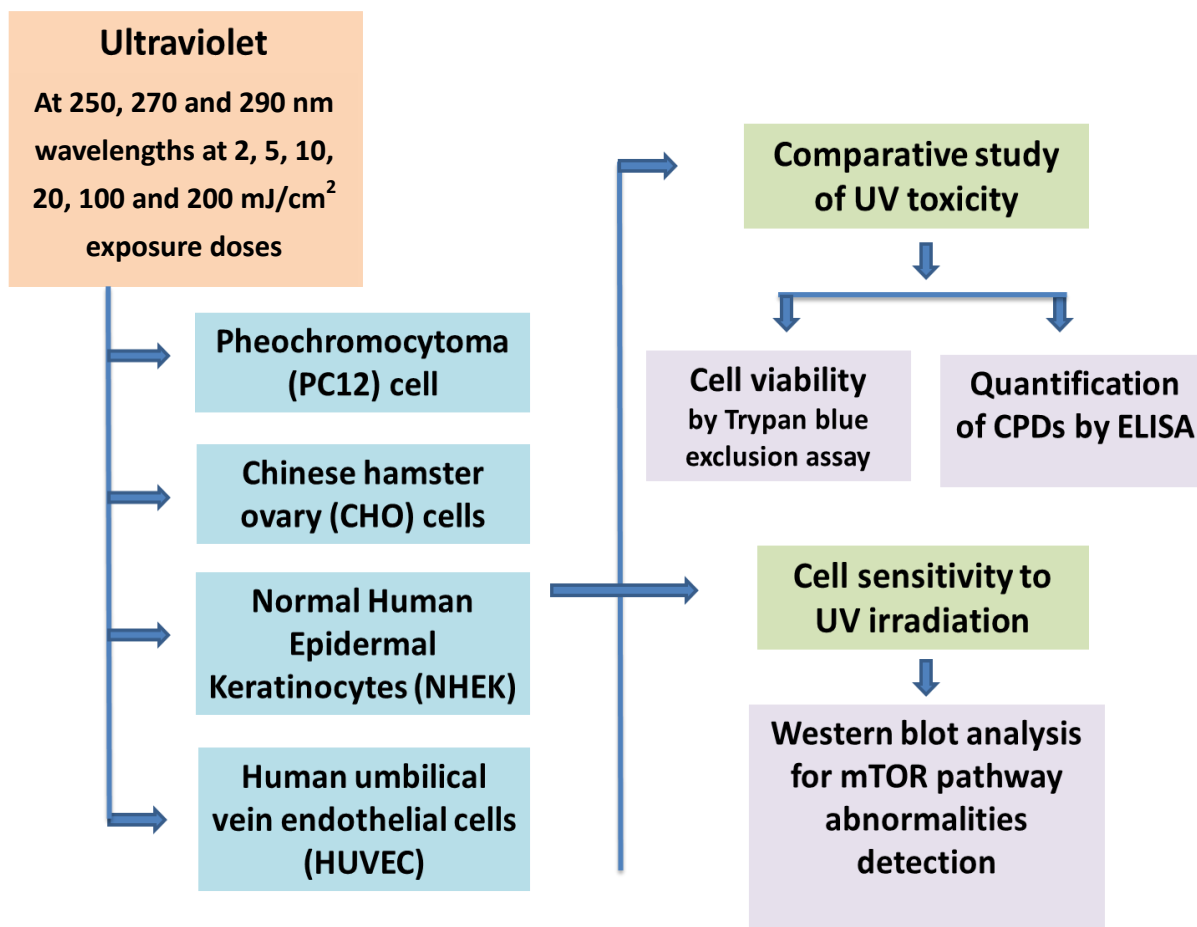 Ultraviolet
At 250, 270 and 290 nm
wavelengths at 2, 5, 10,
20, 100 and 200 mJ/cm²
exposure doses
Pheochromocytoma
(PC12) cell
Chinese hamster
ovary (CHO) cells
Normal Human
Epidermal
Keratinocytes (NHEK)
Human umbilical
vein endothelial cells
(HUVEC)
Comparative study
of UV toxicity
Cell viability
by Trypan blue
exclusion assay
Quantification
of CPDs by ELISA
Cell sensitivity to
UV irradiation
Western blot analysis
for mTOR pathway
abnormalities
detection